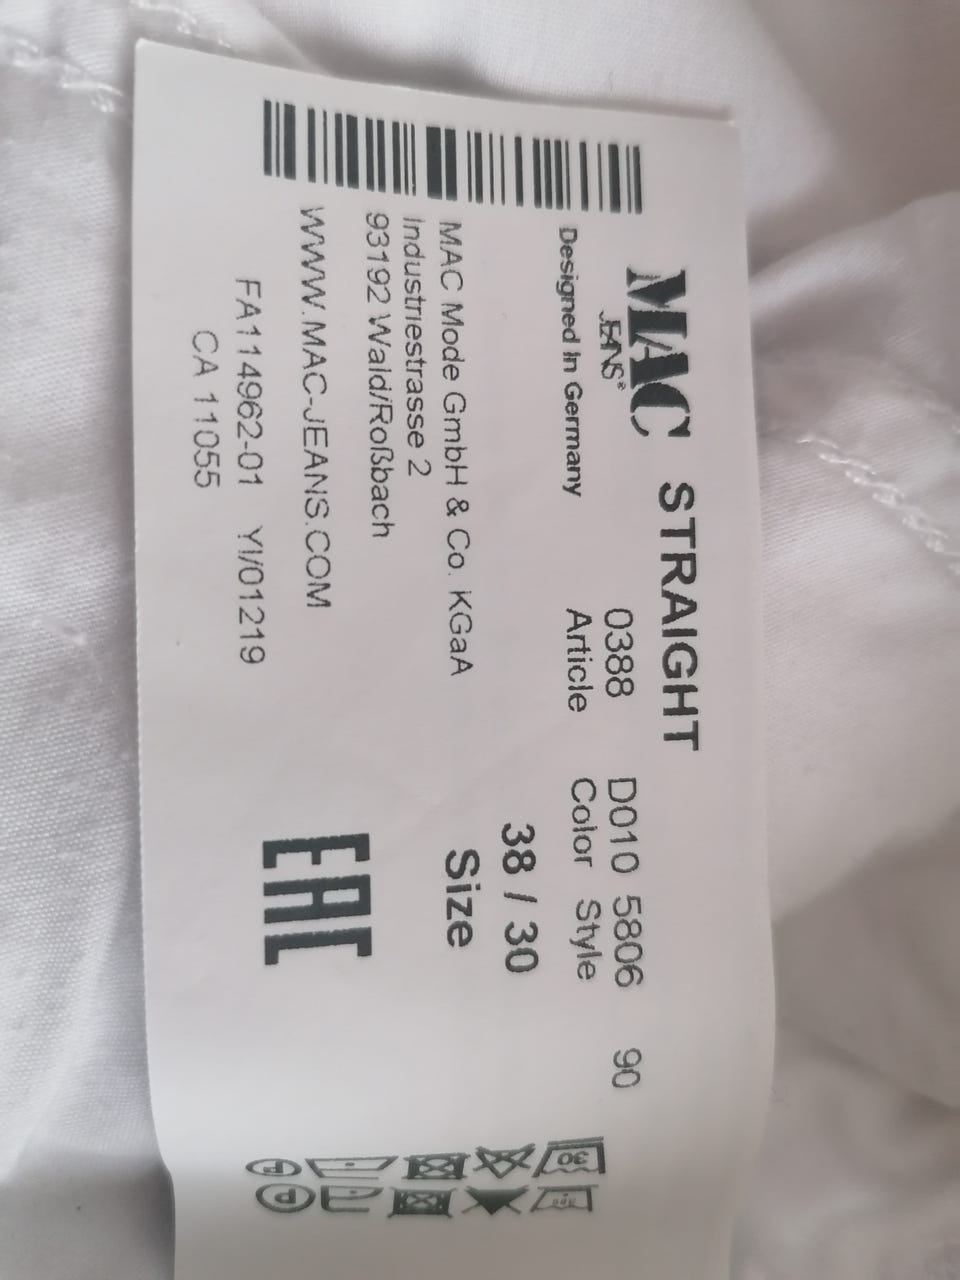 MAC STRAIGHT
JEANS®
0388 D010 5806 90
Article Color Style
Designed In Germany
38 / 30
Size
MAC Mode GmbH & Co. KGaA
Industriestrasse 2
93192 Wald/Roßbach
WWW.MAC-JEANS.COM
EAC
FA114962-01 YI/01219
CA 11055
30
P